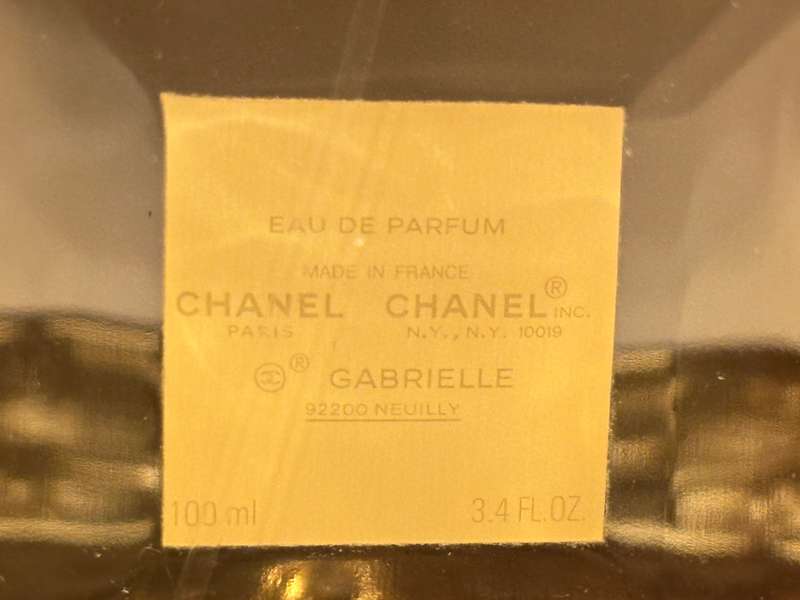 EAU DE PARFUM
MADE IN FRANCE
CHANEL CHANEL® INC.
PARIS N.Y., N.Y. 10019
® GABRIELLE
92200 NEUILLY
100 ml 3.4 FL.OZ.